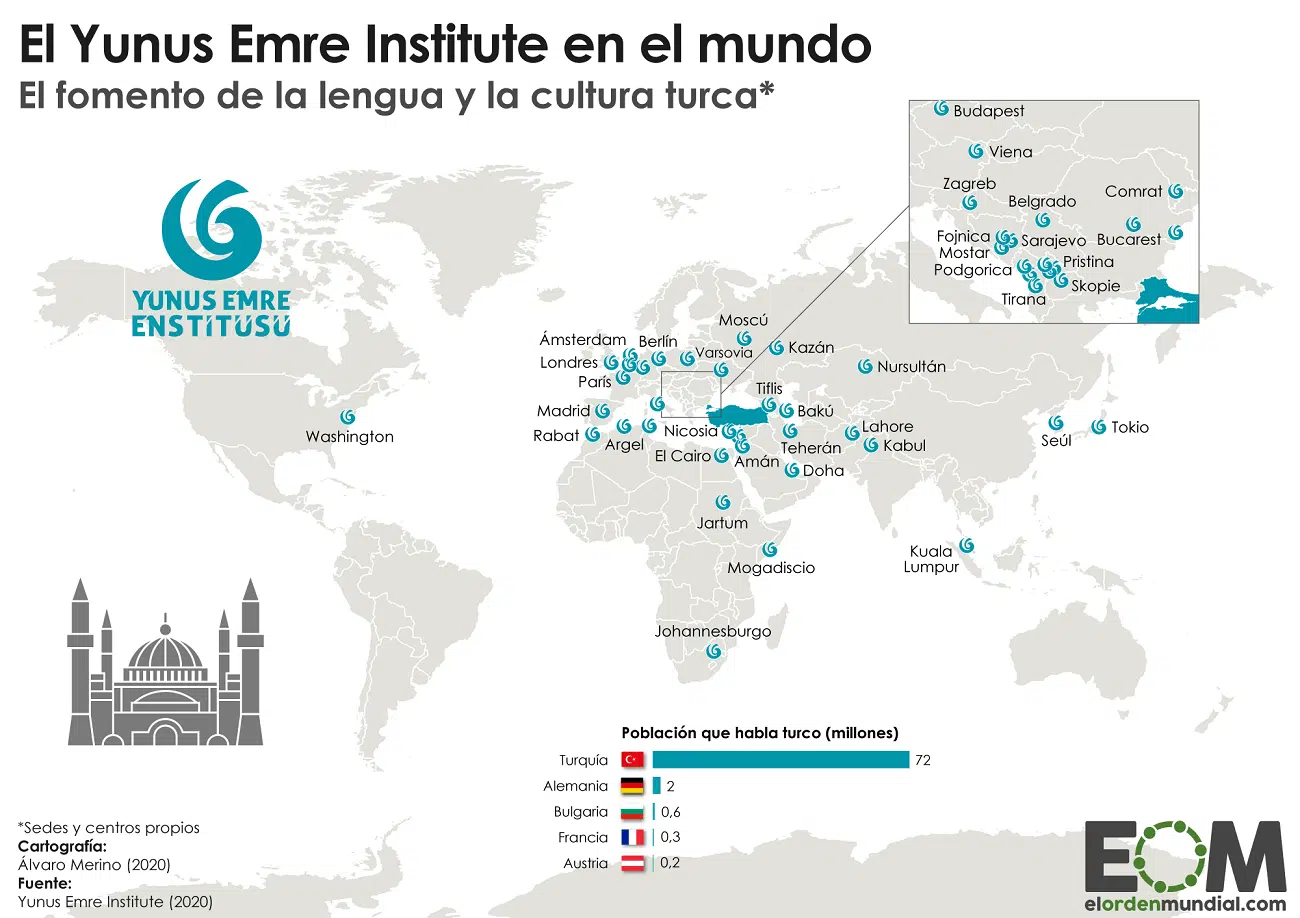 El Yunus Emre Institute en el mundo
El fomento de la lengua y la cultura turca*
YUNUS EMRE
ENSTİTÜSÜ
Budapest
Viena
Zagreb
Comrat
Belgrado
Fojnica
Sarajevo
Bucarest
Mostar
Podgorica
Pristina
Skopie
Tirana
Moscú
Ámsterdam
Berlín
Varsovia
Kazán
Londres
Nursultán
París
Tiflis
Madrid
Bakú
Washington
Rabat
Argel
Nicosia
Lahore
Teherán
Kabul
Seúl
Tokio
El Cairo
Amán
Doha
Jartum
Kuala
Lumpur
Mogadiscio
Johannesburgo
Población que habla turco (millones)
Turquía 72
Alemania 2
Bulgaria 0,6
Francia 0,3
Austria 0,2
*Sedes y centros propios
Cartografía:
Álvaro Merino (2020)
Fuente:
Yunus Emre Institute (2020)
EOM
elordenmundial.com